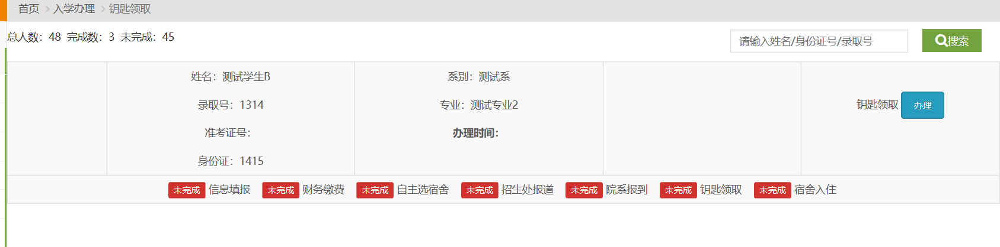 首页 > 入学办理 > 钥匙领取
总人数：48 完成数：3 未完成：45
请输入姓名/身份证号/录取号
搜索
姓名：测试学生B
录取号：1314
准考证号：
身份证：1415
系别：测试系
专业：测试专业2
办理时间：
钥匙领取 办理
未完成 信息填报 未完成 财务缴费 未完成 自主选宿舍 未完成 招生处报道 未完成 院系报到 未完成 钥匙领取 未完成 宿舍入住